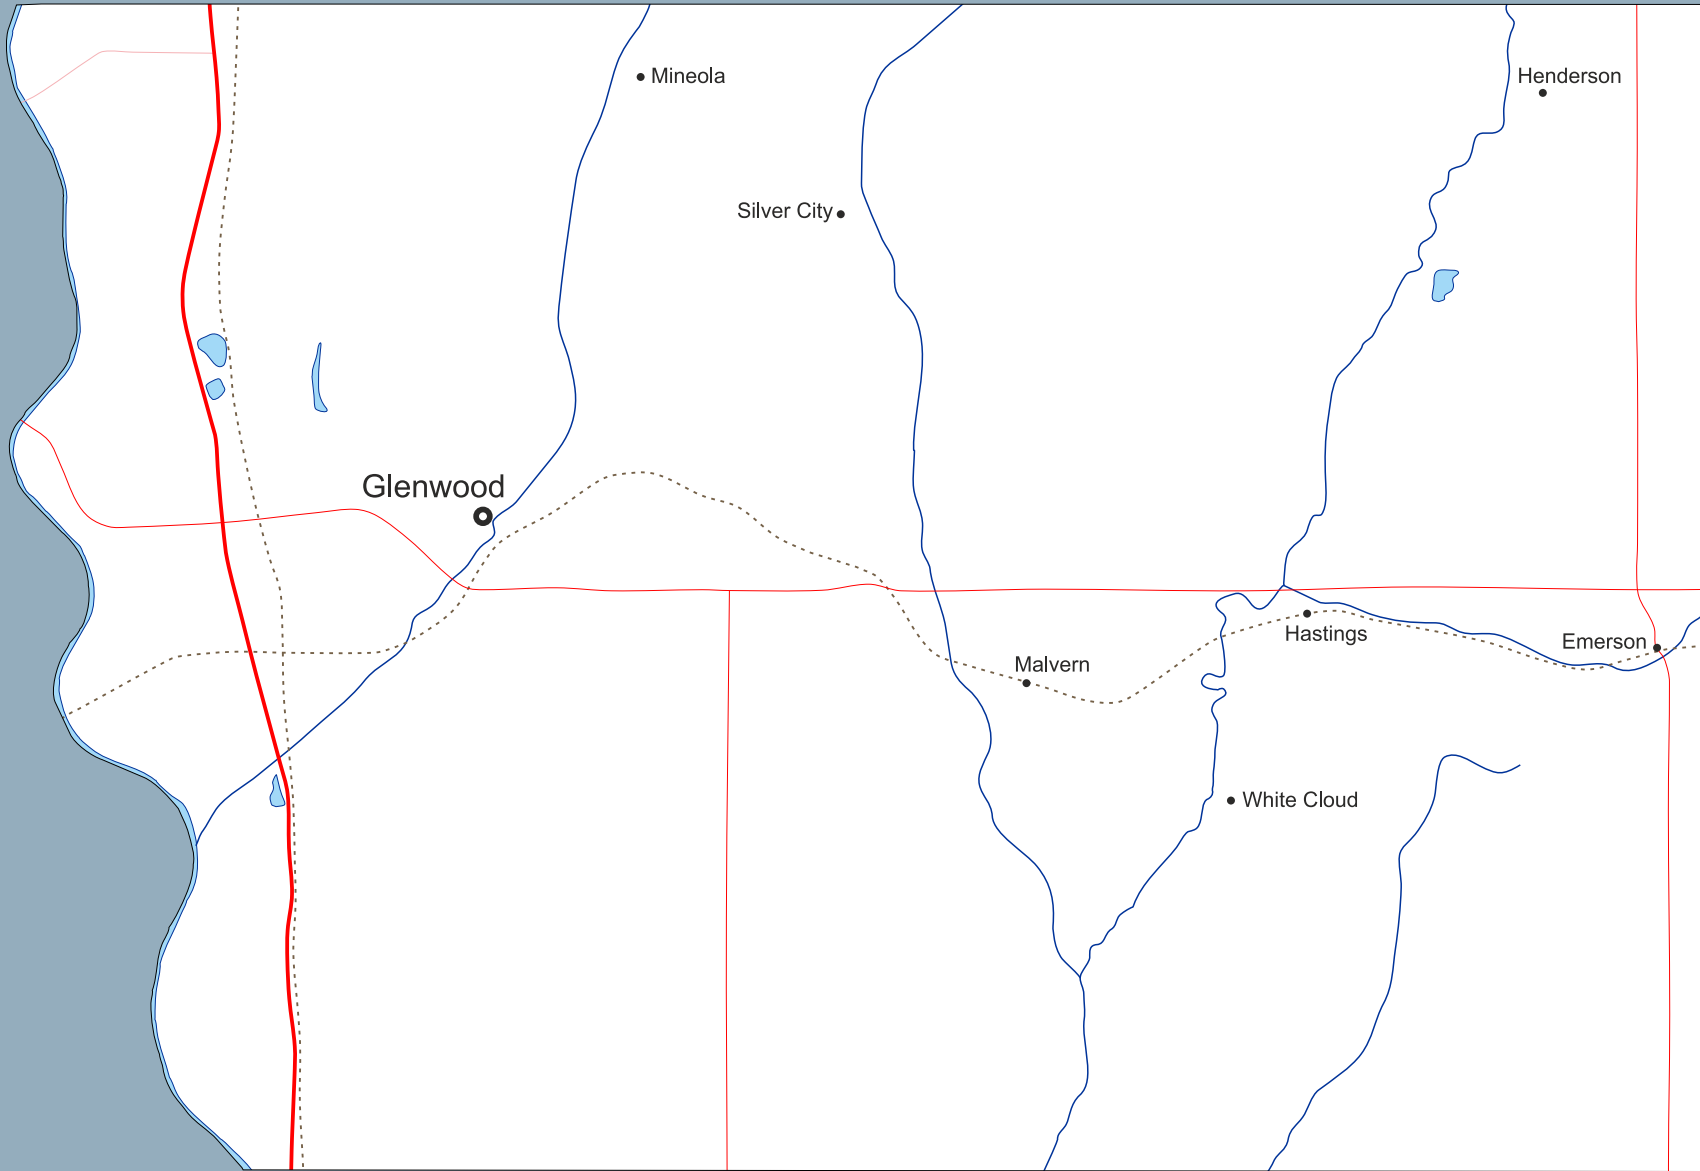 Mineola
Henderson
Silver City
Glenwood
Hastings
Emerson
Malvern
White Cloud